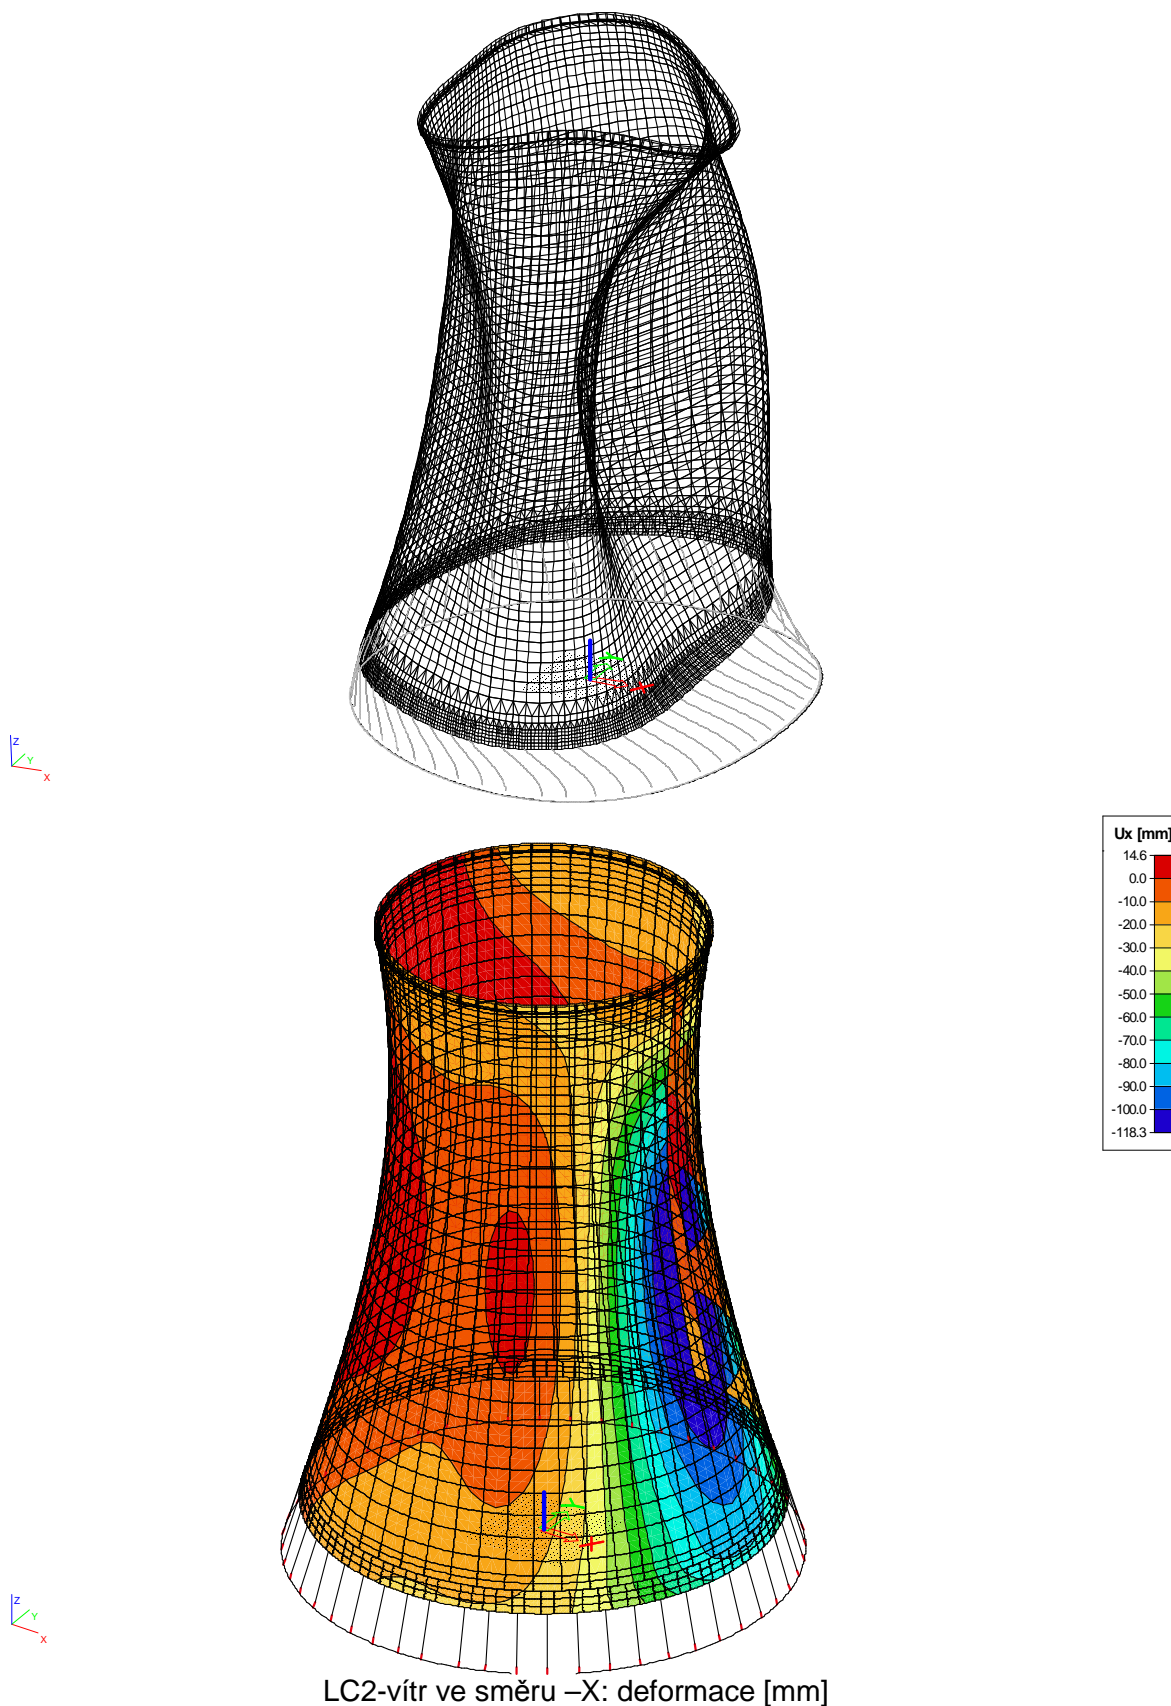 Z
Y
X
Ux [mm]
14.6
0.0
-10.0
-20.0
-30.0
-40.0
-50.0
-60.0
-70.0
-80.0
-90.0
-100.0
-118.3
Z
Y
X
LC2-vítr ve směru –X: deformace [mm]